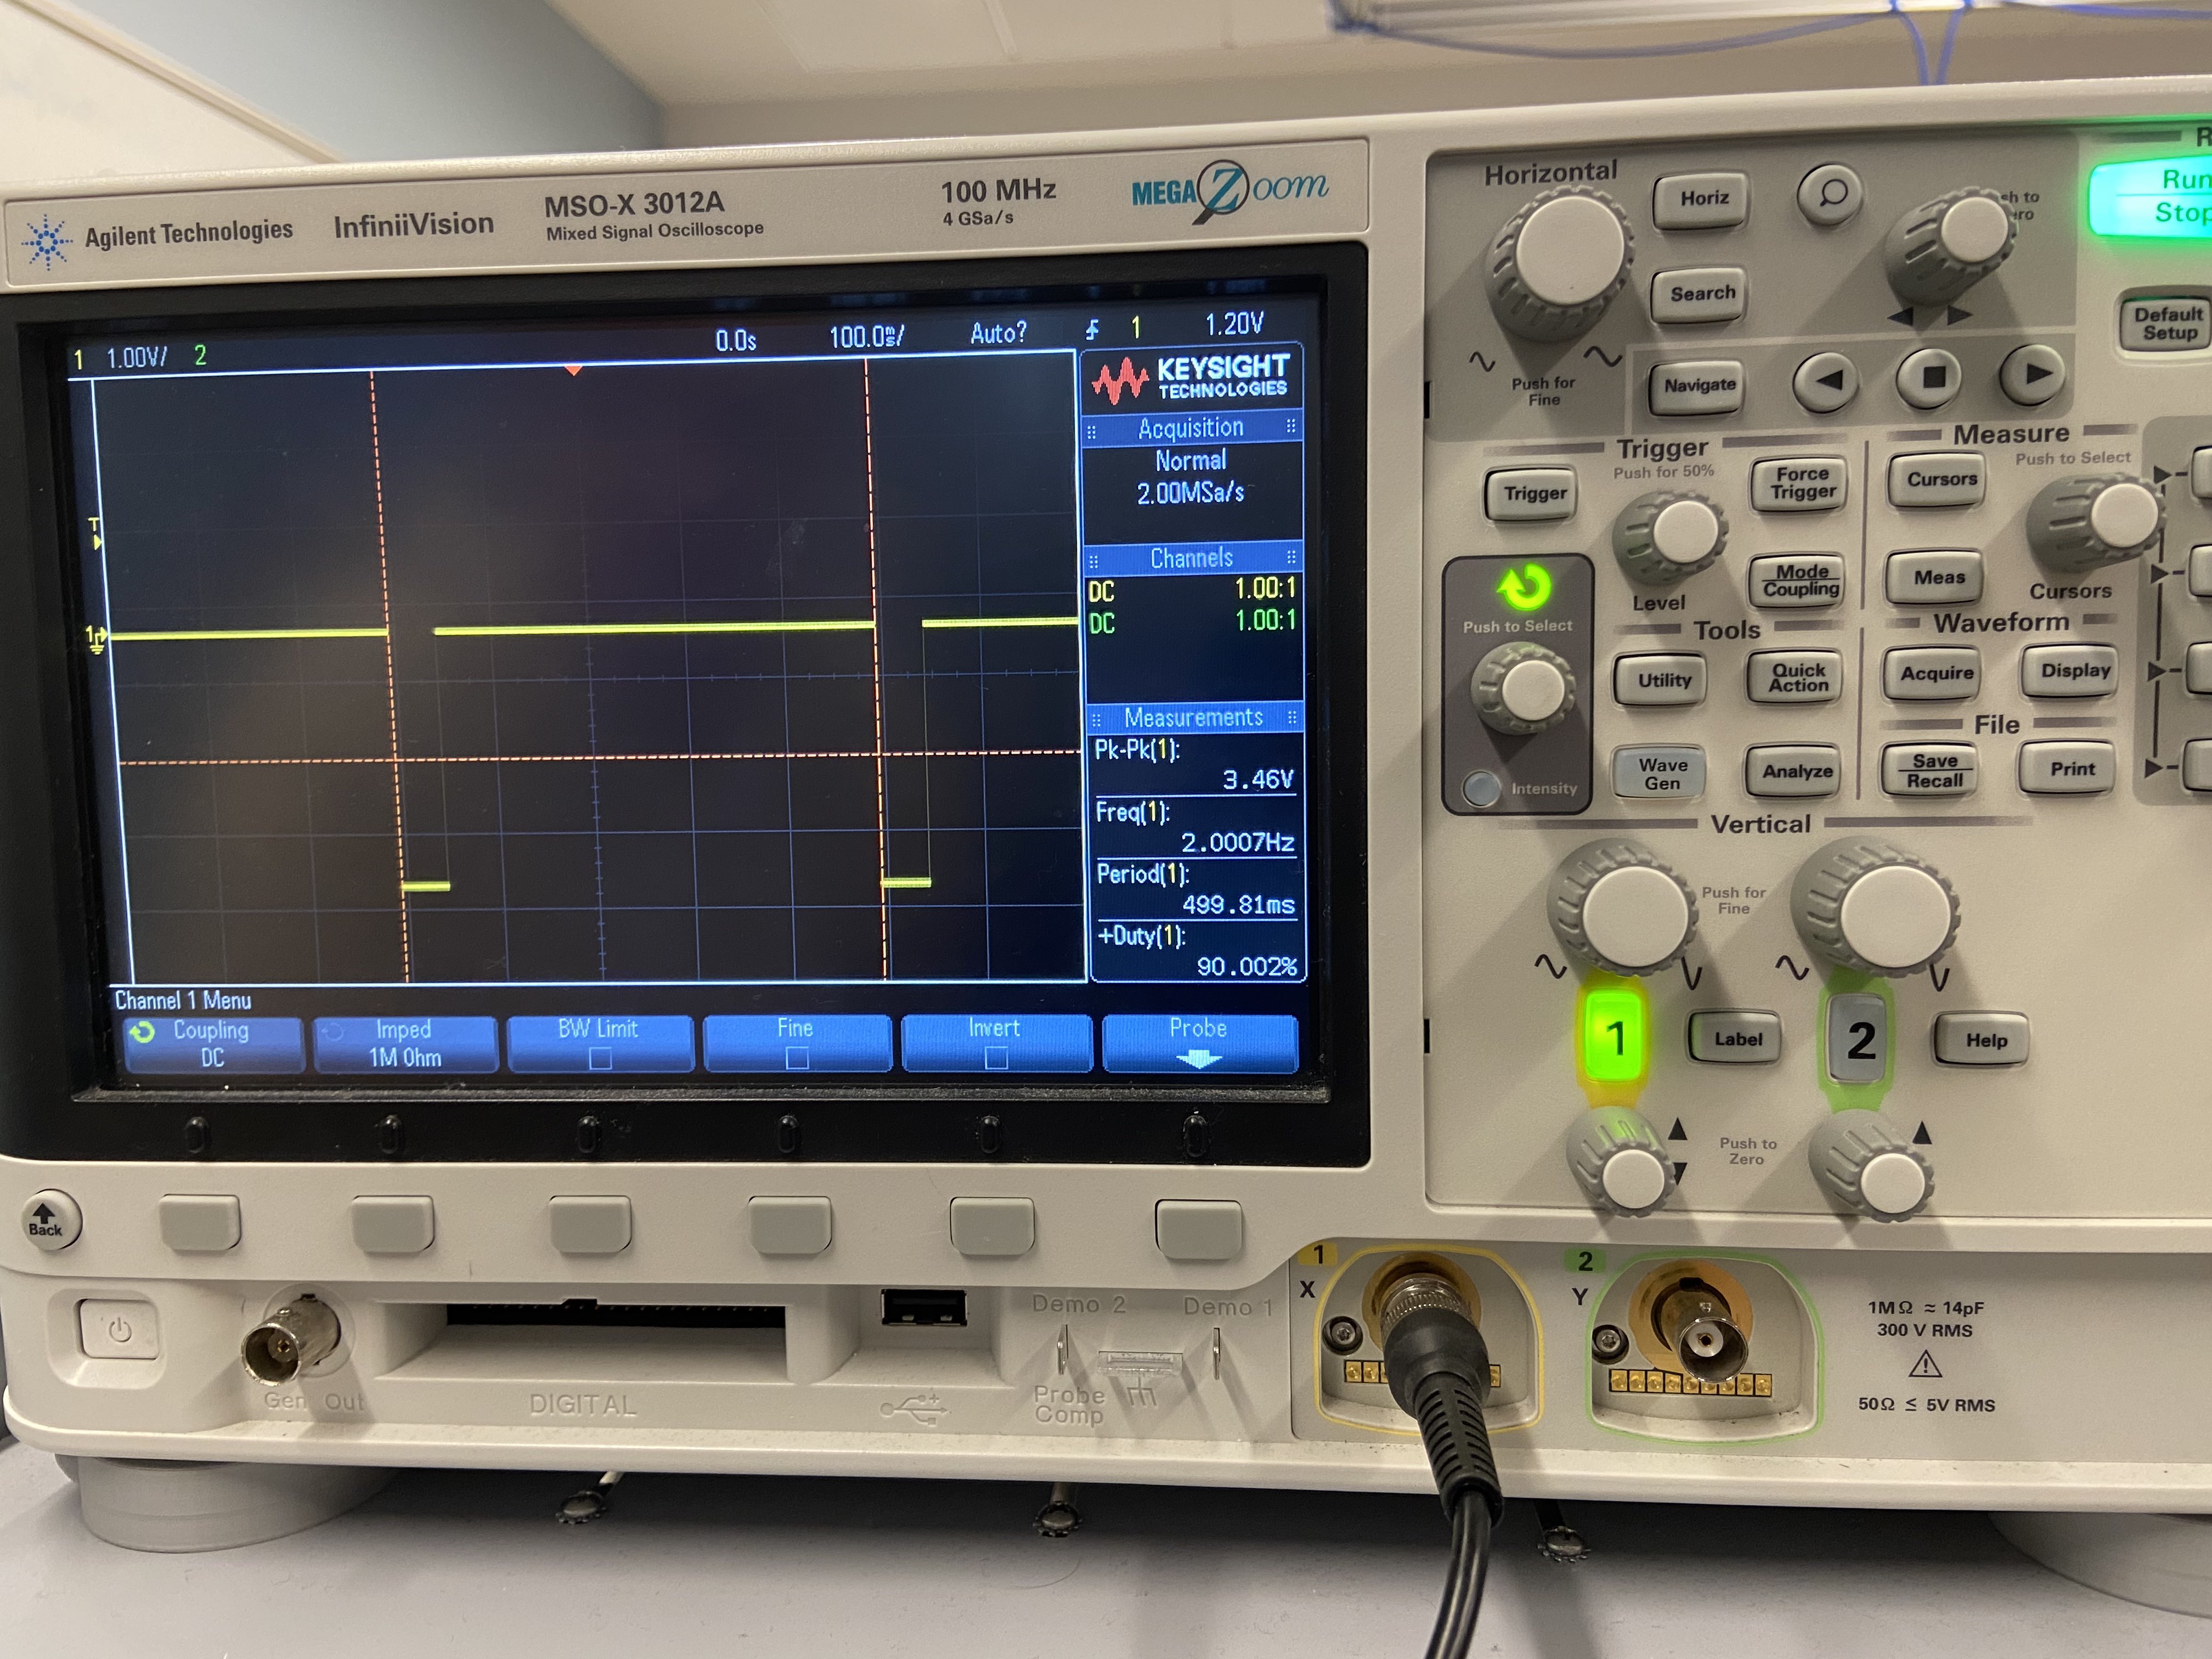 Agilent Technologies
InfiniiVision
MSO-X 3012A
Mixed Signal Oscilloscope
100 MHz
4 GSa/s
MEGA Zoom
1 1.00V/ 2 0.0s 100.0ms/ Auto? 1 1.20V
KEYSIGHT
TECHNOLOGIES
Acquisition
Normal
2.00MSa/s
Channels
DC 1.00:1
DC 1.00:1
Measurements
Pk-Pk(1):
3.46V
Freq(1):
2.0007Hz
Period(1):
499.81ms
+Duty(1):
90.002%
T
1
Channel 1 Menu
Coupling
DC
Imped
1M Ohm
BW Limit
Fine
Invert
Probe
Back
Horizontal
Horiz
Search
Navigate
Push for
Fine
Run
Stop
Default
Setup
Trigger
Push for 50%
Trigger
Force
Trigger
Level
Mode
Coupling
Measure
Push to Select
Cursors
Meas
Cursors
Push to Select
Intensity
Tools
Utility
Quick
Action
Wave
Gen
Analyze
Waveform
Acquire
Display
File
Save
Recall
Print
Vertical
Push for
Fine
1
Label
2
Help
Push to
Zero
Gen Out
DIGITAL
Demo 2
Demo 1
Probe
Comp
1
X
2
Y
1MΩ ≈ 14pF
300 V RMS
50Ω ≤ 5V RMS